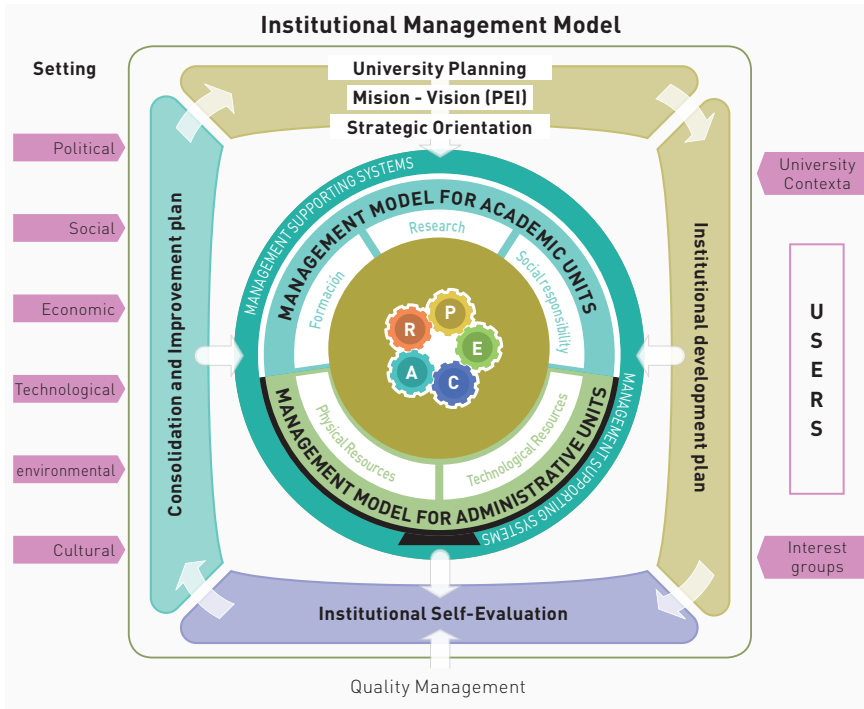 Institutional Management Model
Setting
University Planning
Mision - Vision (PEI)
Strategic Orientation
Political
Social
Economic
Technological
environmental
Cultural
Consolidation and Improvement plan
MANAGEMENT SUPPORTING SYSTEMS
MANAGEMENT MODEL FOR ACADEMIC UNITS
Formación
Research
Social responsibility
R
P
E
A
C
Physical Resources
Technological Resources
MANAGEMENT MODEL FOR ADMINISTRATIVE UNITS
MANAGEMENT SUPPORTING SYSTEMS
Institutional development plan
University
Contexta
USERS
Interest
groups
Institutional Self-Evaluation
Quality Management